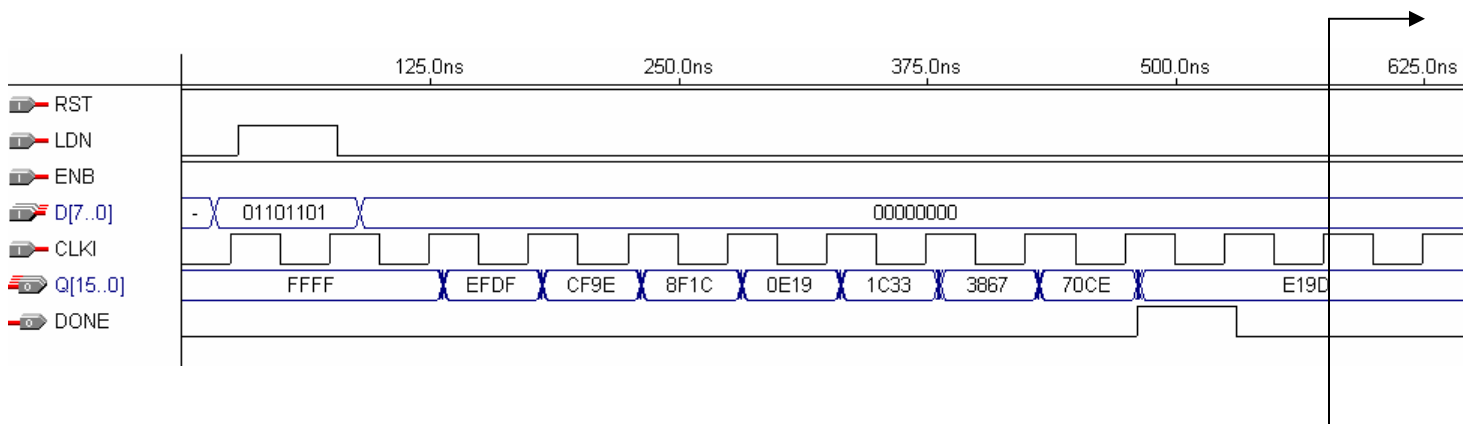 125.0ns 250.0ns 375.0ns 500.0ns 625.0ns
RST
LDN
ENB
D[7..0] - 01101101 00000000
CLKI
Q[15..0] FFFF EFDF CF9E 8F1C 0E19 1C33 3867 70CE E19D
DONE